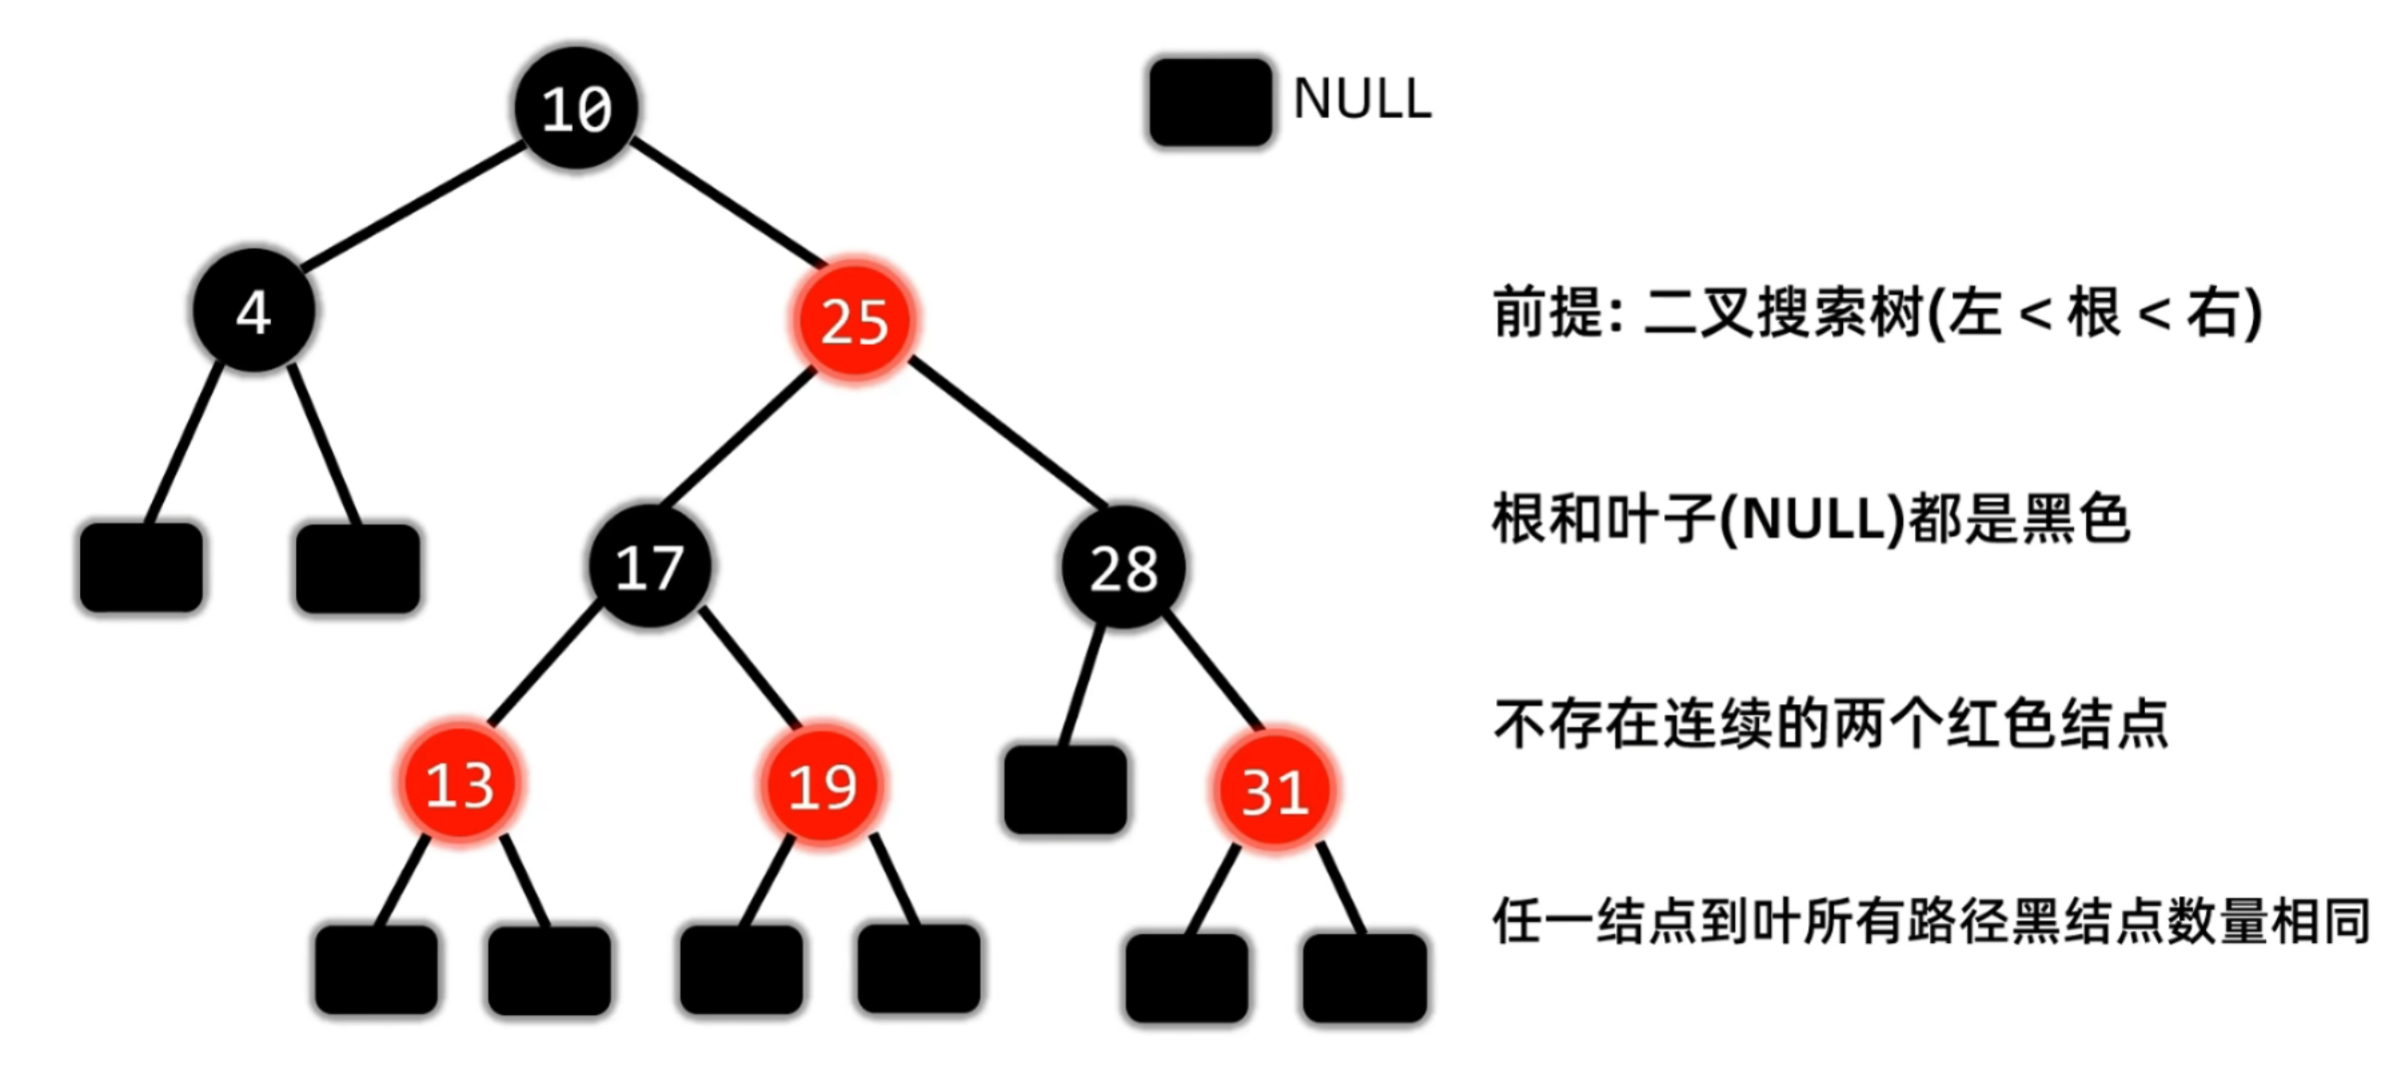 10
NULL
4
25
前提: 二叉搜索树(左 < 根 < 右)
17
28
根和叶子(NULL)都是黑色
13
19
31
不存在连续的两个红色结点
任一结点到叶所有路径黑结点数量相同